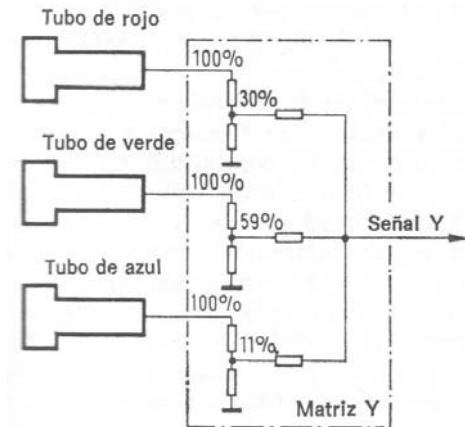 Tubo de rojo
100%
30%
Tubo de verde
100%
59%
Señal Y
Tubo de azul
100%
11%
Matriz Y